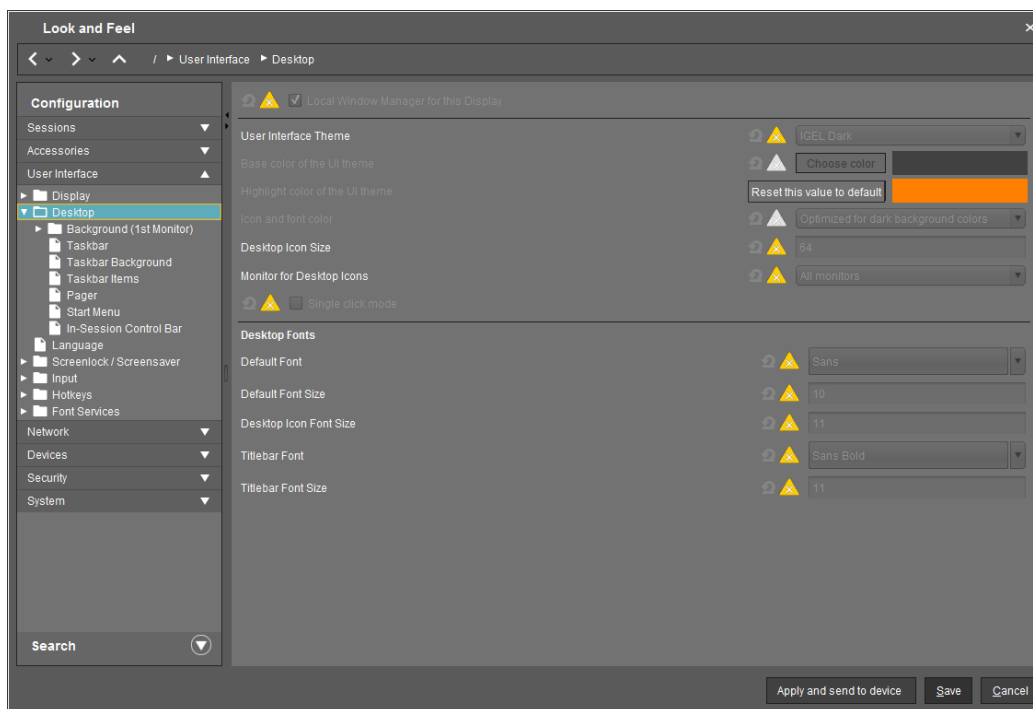 Look and Feel
/ User Interface Desktop
Configuration
Sessions
Accessories
User Interface
Display
Desktop
Background (1st Monitor)
Taskbar
Taskbar Background
Taskbar Items
Pager
Start Menu
In-Session Control Bar
Language
Screenlock / Screensaver
Input
Hotkeys
Font Services
Network
Devices
Security
System
Search
Local Window Manager for this Display
User Interface Theme IGEL Dark
Base color of the UI theme Choose color
Highlight color of the UI theme Reset this value to default
Icon and font color Optimized for dark background colors
Desktop Icon Size 64
Monitor for Desktop Icons All monitors
Single click mode
Desktop Fonts
Default Font Sans
Default Font Size 10
Desktop Icon Font Size 11
Titlebar Font Sans Bold
Titlebar Font Size 11
Apply and send to device Save Cancel